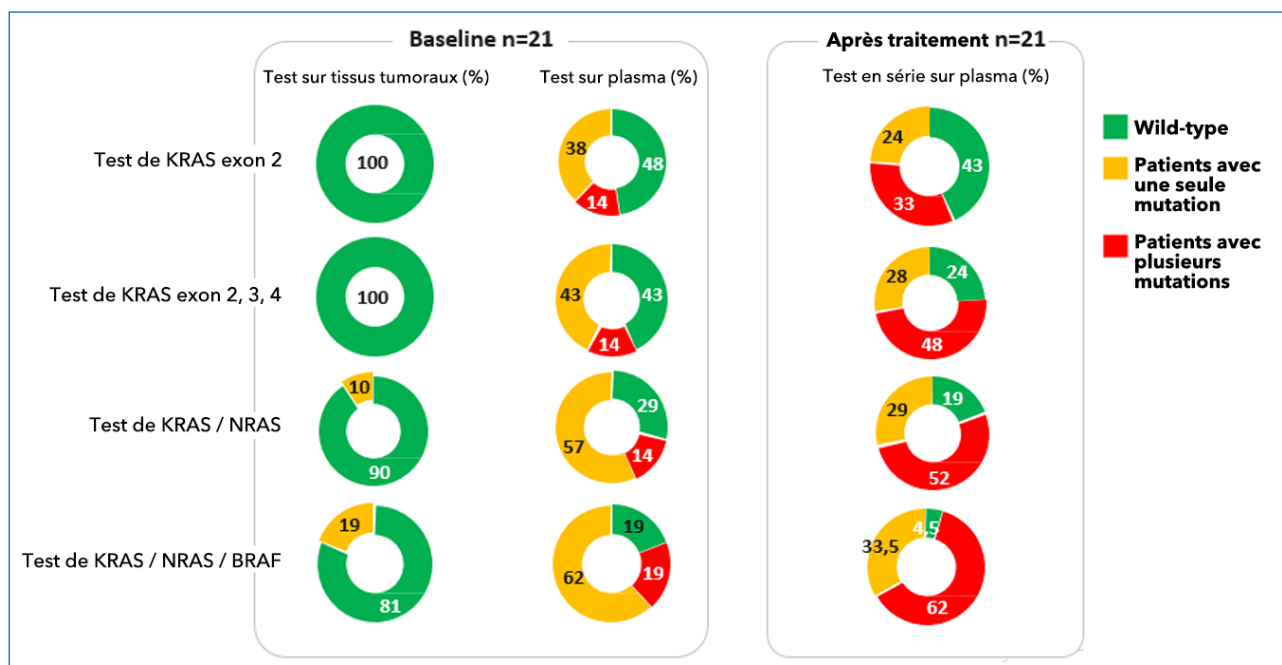 Baseline n=21
Après traitement n=21
Test sur tissus tumoraux (%)
Test sur plasma (%)
Test en série sur plasma (%)
Test de KRAS exon 2
100
38
48
14
24
43
33
Wild-type
Patients avec
une seule
mutation
Patients avec
plusieurs
mutations
Test de KRAS exon 2, 3, 4
100
43
43
14
28
24
48
Test de KRAS / NRAS
10
90
29
57
14
29
19
52
Test de KRAS / NRAS / BRAF
19
81
19
62
19
33,5
4,5
62